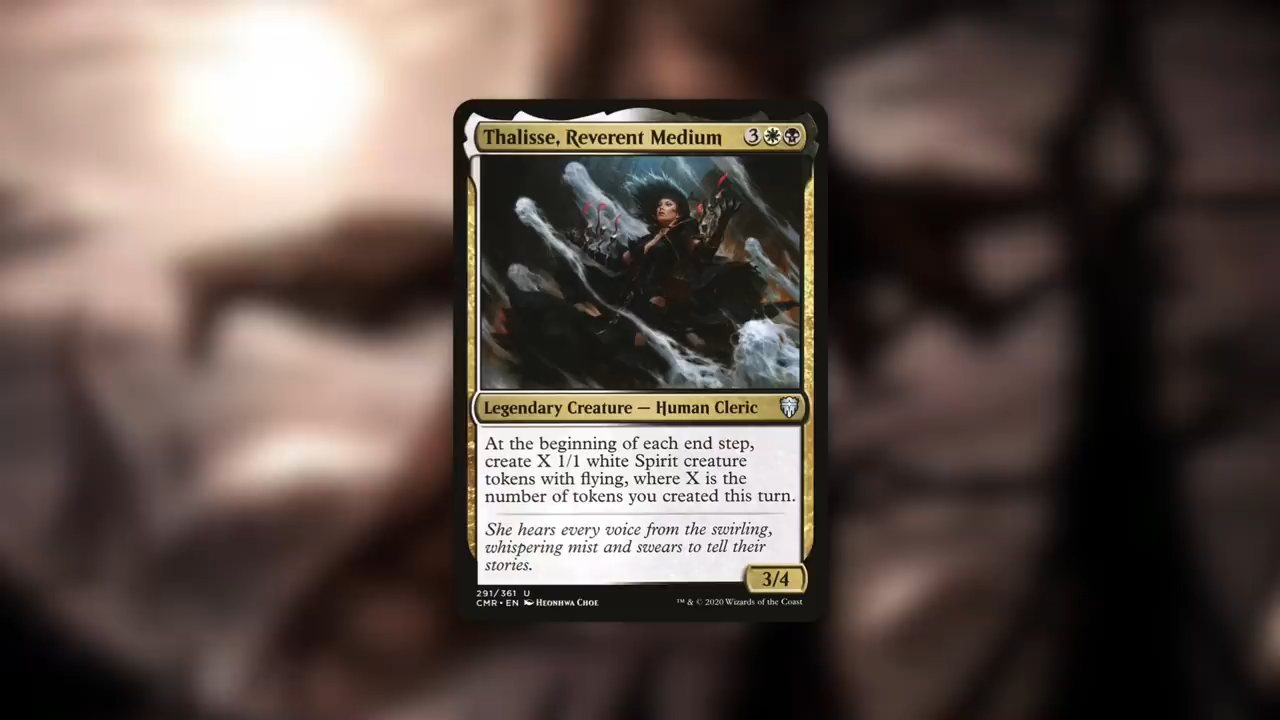 Thalisse, Reverent Medium 3
Legendary Creature — Human Cleric
At the beginning of each end step,
create X 1/1 white Spirit creature
tokens with flying, where X is the
number of tokens you created this turn.
She hears every voice from the swirling,
whispering mist and swears to tell their
stories.
3/4
291/361 U
CMR • EN HEONHWA CHOE
™ & © 2020 Wizards of the Coast